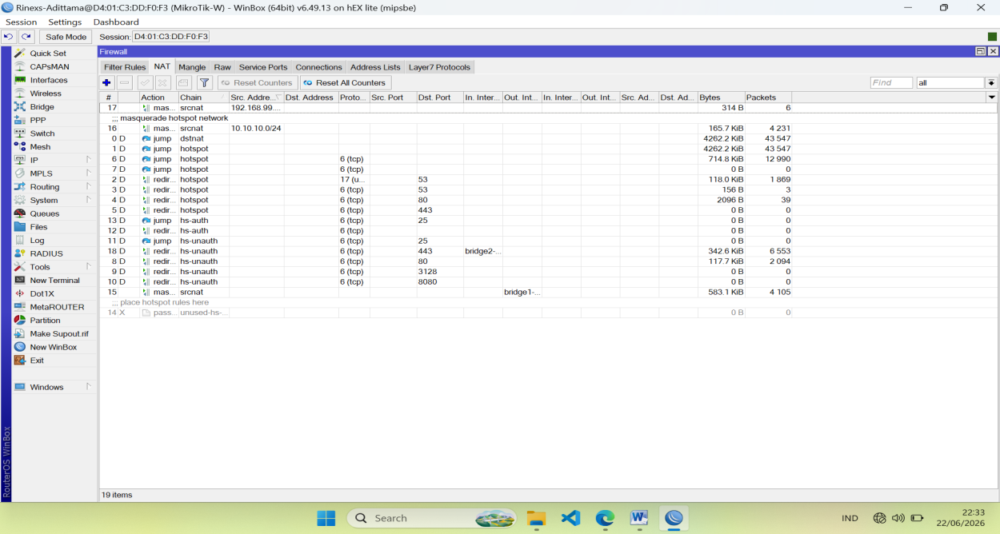 Rinexs-Adittama@D4:01:C3:DD:F0:F3 (MikroTik-W) - WinBox (64bit) v6.49.13 on hEX lite (mipsbe)
Session Settings Dashboard
Safe Mode Session: D4:01:C3:DD:F0:F3
Quick Set
CAPsMAN
Interfaces
Wireless
Bridge
PPP
Switch
Mesh
IP
MPLS
Routing
System
Queues
Files
Log
RADIUS
Tools
New Terminal
Dot1X
MetaROUTER
Partition
Make Supout.rif
New WinBox
Exit
Windows
RouterOS WinBox
Firewall
Filter Rules NAT Mangle Raw Service Ports Connections Address Lists Layer7 Protocols
Reset Counters Reset All Counters Find all
# Action Chain Src. Addre... Dst. Address Proto... Src. Port Dst. Port In. Inter... Out. Int... In. Inter... Out. Int... Src. Ad... Dst. Ad... Bytes Packets
17 mas... srcnat 192.168.99.... 314 B 6
;;; masquerade hotspot network
16 mas... srcnat 10.10.10.0/24 165.7 KiB 4 231
0 D jump dstnat 4262.2 KiB 43 547
1 D jump hotspot 4262.2 KiB 43 547
6 D jump hotspot 6 (tcp) 714.8 KiB 12 990
7 D jump hotspot 6 (tcp) 0 B 0
2 D redir... hotspot 17 (u... 53 118.0 KiB 1 869
3 D redir... hotspot 6 (tcp) 53 156 B 3
4 D redir... hotspot 6 (tcp) 80 2096 B 39
5 D redir... hotspot 6 (tcp) 443 0 B 0
13 D jump hs-auth 6 (tcp) 25 0 B 0
12 D redir... hs-auth 6 (tcp) 0 B 0
11 D jump hs-unauth 6 (tcp) 25 0 B 0
18 D redir... hs-unauth 6 (tcp) 443 bridge2-... 342.6 KiB 6 553
8 D redir... hs-unauth 6 (tcp) 80 117.7 KiB 2 094
9 D redir... hs-unauth 6 (tcp) 3128 0 B 0
10 D redir... hs-unauth 6 (tcp) 8080 0 B 0
15 mas... srcnat bridge1-... 583.1 KiB 4 105
;;; place hotspot rules here
14 X pass... unused-hs-... 0 B 0
19 items
Search
IND
22:33
22/06/2026